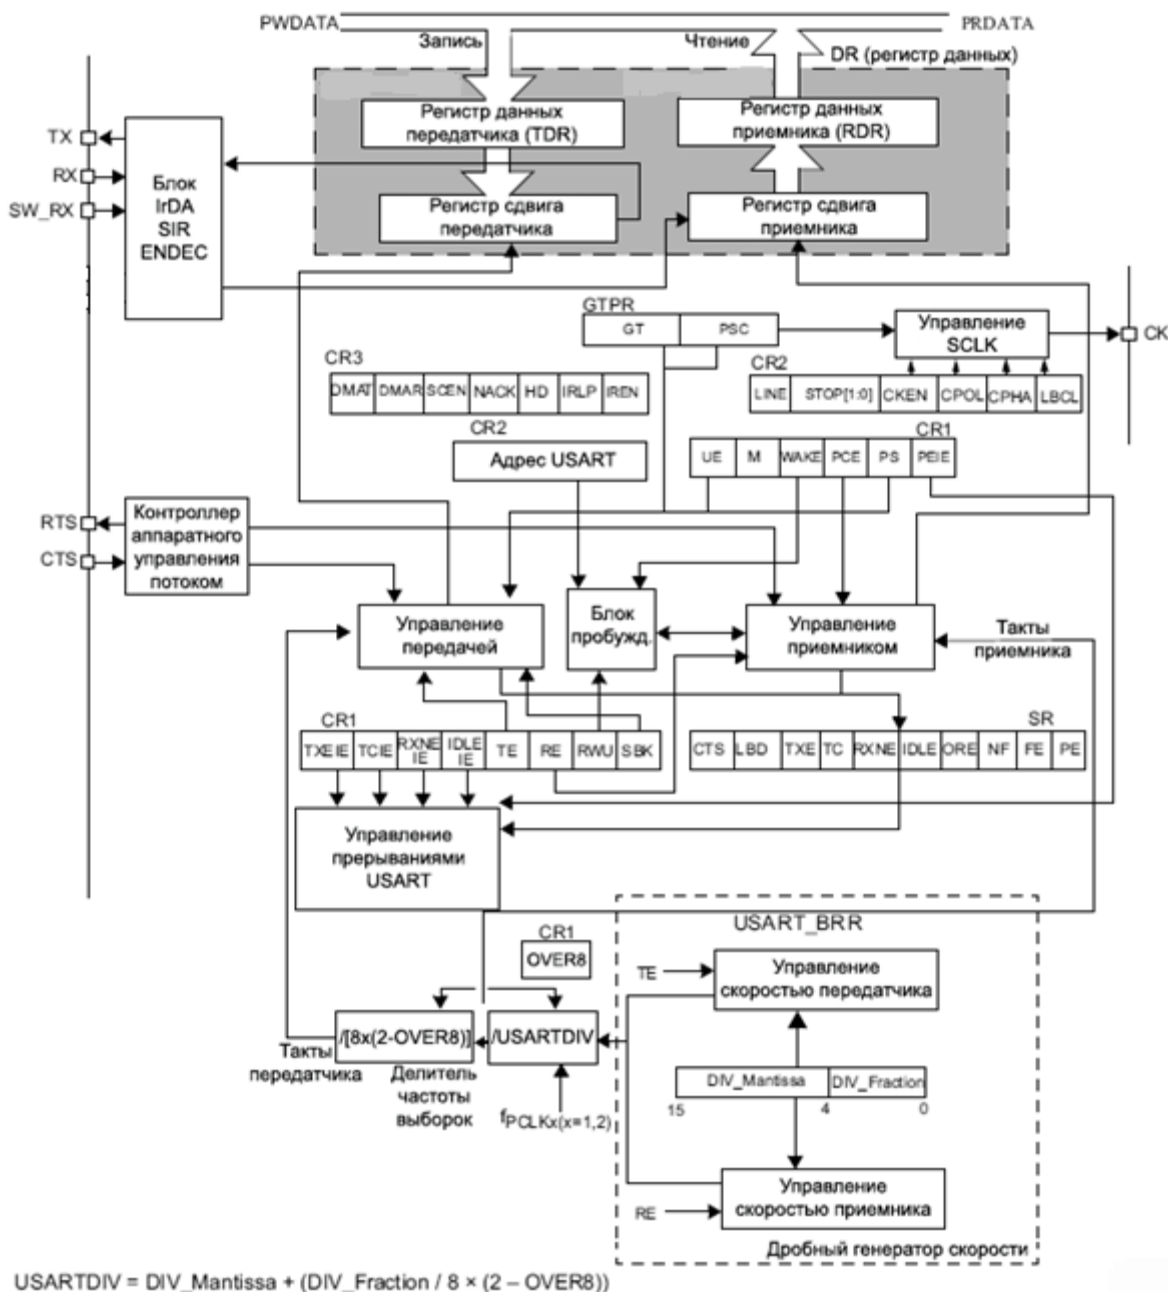 PWDATA
PRDATA
Запись
Чтение
DR (регистр данных)
Регистр данных
передатчика (TDR)
Регистр данных
приемника (RDR)
TX
RX
SW_RX
Блок
IrDA
SIR
ENDEC
Регистр сдвига
передатчика
Регистр сдвига
приемника
GTPR
GT
PSC
Управление
SCLK
CK
CR3
DMAT
DMAR
SCEN
NACK
HD
IRLP
IREN
CR2
LINE
STOP[1:0]
CKEN
CPOL
CPHA
LBCL
CR2
Адрес USART
CR1
UE
M
WAKE
PCE
PS
PEIE
RTS
CTS
Контроллер
аппаратного
управления
потоком
Управление
передачей
Блок
пробужд.
Управление
приемником
Такты
приемника
CR1
TXEIE
TCIE
RXNE
IE
IDLE
IE
TE
RE
RWU
SBK
SR
CTS
LBD
TXE
TC
RXNE
IDLE
ORE
NF
FE
PE
Управление
прерываниями
USART
CR1
OVER8
USART_BRR
TE
Управление
скоростью передатчика
/[8x(2-OVER8)]
/USARTDIV
Такты
передатчика
Делитель
частоты
выборок
fPCLKx(x=1,2)
DIV_Mantissa
DIV_Fraction
15
4
0
Управление
скоростью приемника
RE
Дробный генератор скорости
USARTDIV = DIV_Mantissa + (DIV_Fraction / 8 × (2 – OVER8))